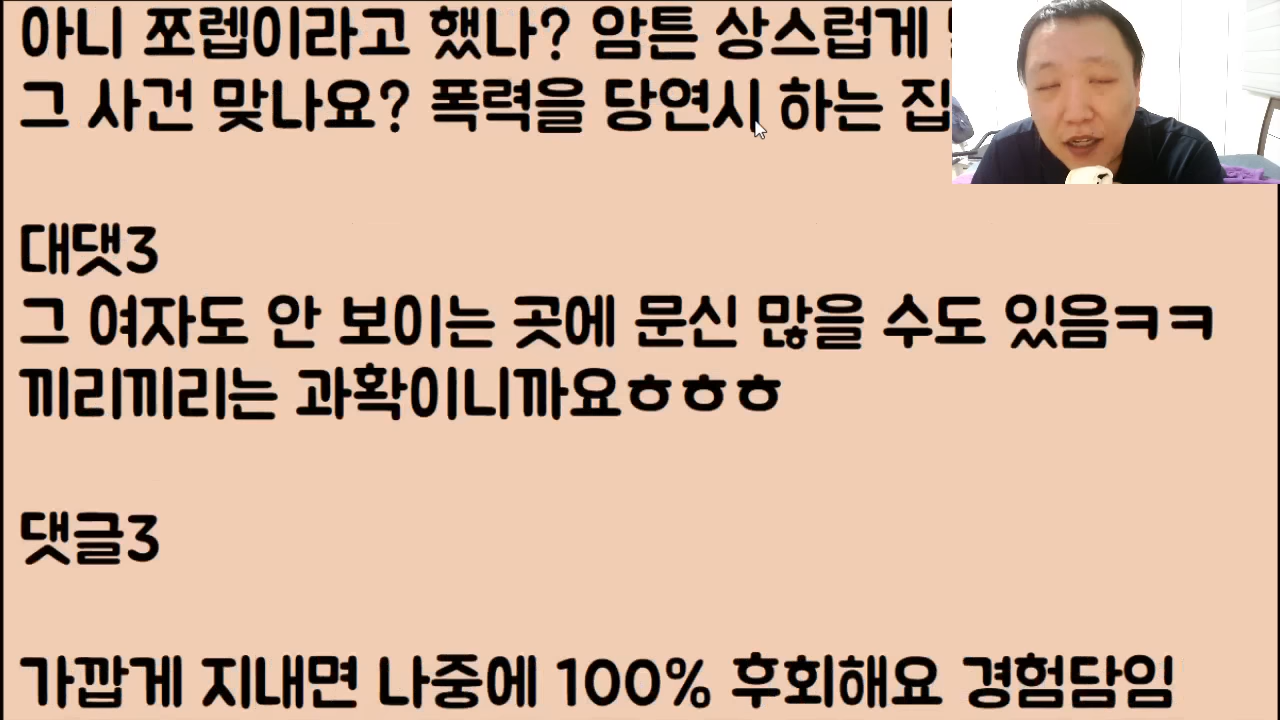 아니 쪼렙이라고 했나? 암튼 상스럽게
그 사건 맞나요? 폭력을 당연시 하는 집
대댓3
그 여자도 안 보이는 곳에 문신 많을 수도 있음ㅋㅋ
끼리끼리는 과확이니까요ㅎㅎㅎ
댓글3
가깝게 지내면 나중에 100% 후회해요 경험담임